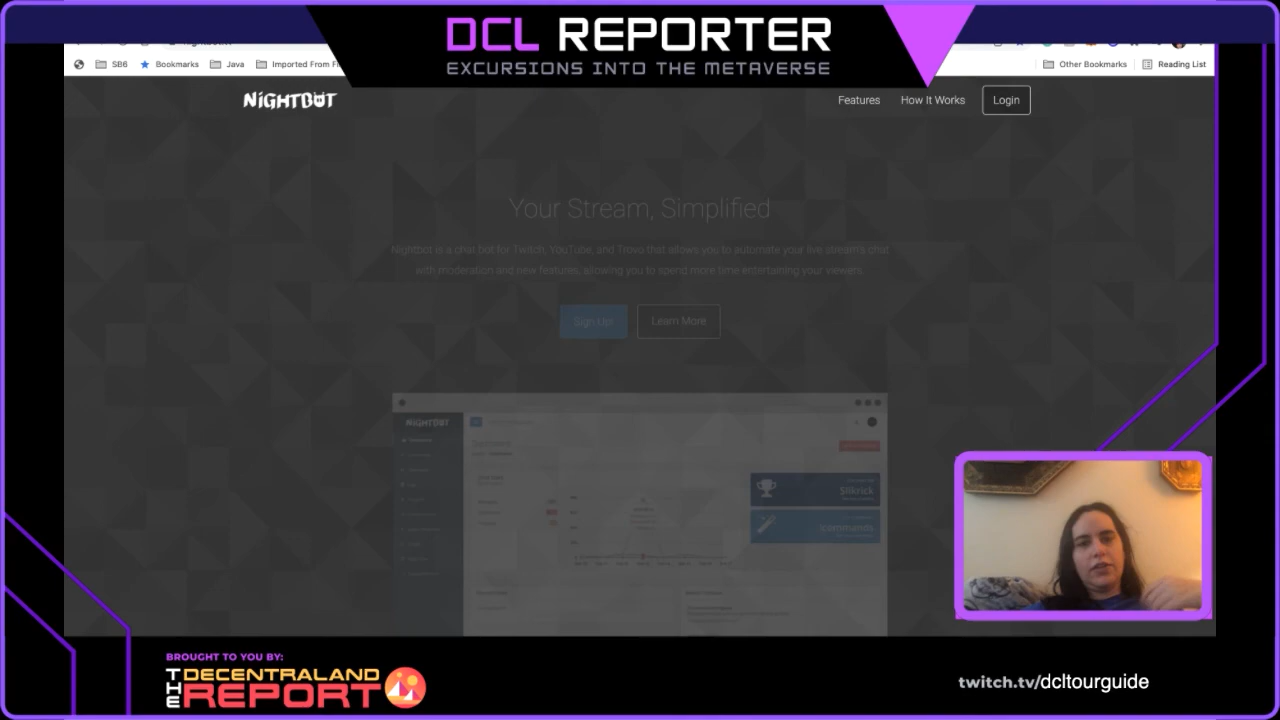 DCL REPORTER
EXCURSIONS INTO THE METAVERSE
SB6
Bookmarks
Java
Imported From
Other Bookmarks
Reading List
NiGHTBOT
Features
How It Works
Login
Your Stream, Simplified
Nightbot is a chat bot for Twitch, YouTube, and Trovo that allows you to automate your live stream's chat
with moderation and new features, allowing you to spend more time entertaining your viewers.
Sign Up!
Learn More
NiGHTBOT
Silkrick
BROUGHT TO YOU BY:
THE DECENTRALAND
REPORT
twitch.tv/dcltourguide